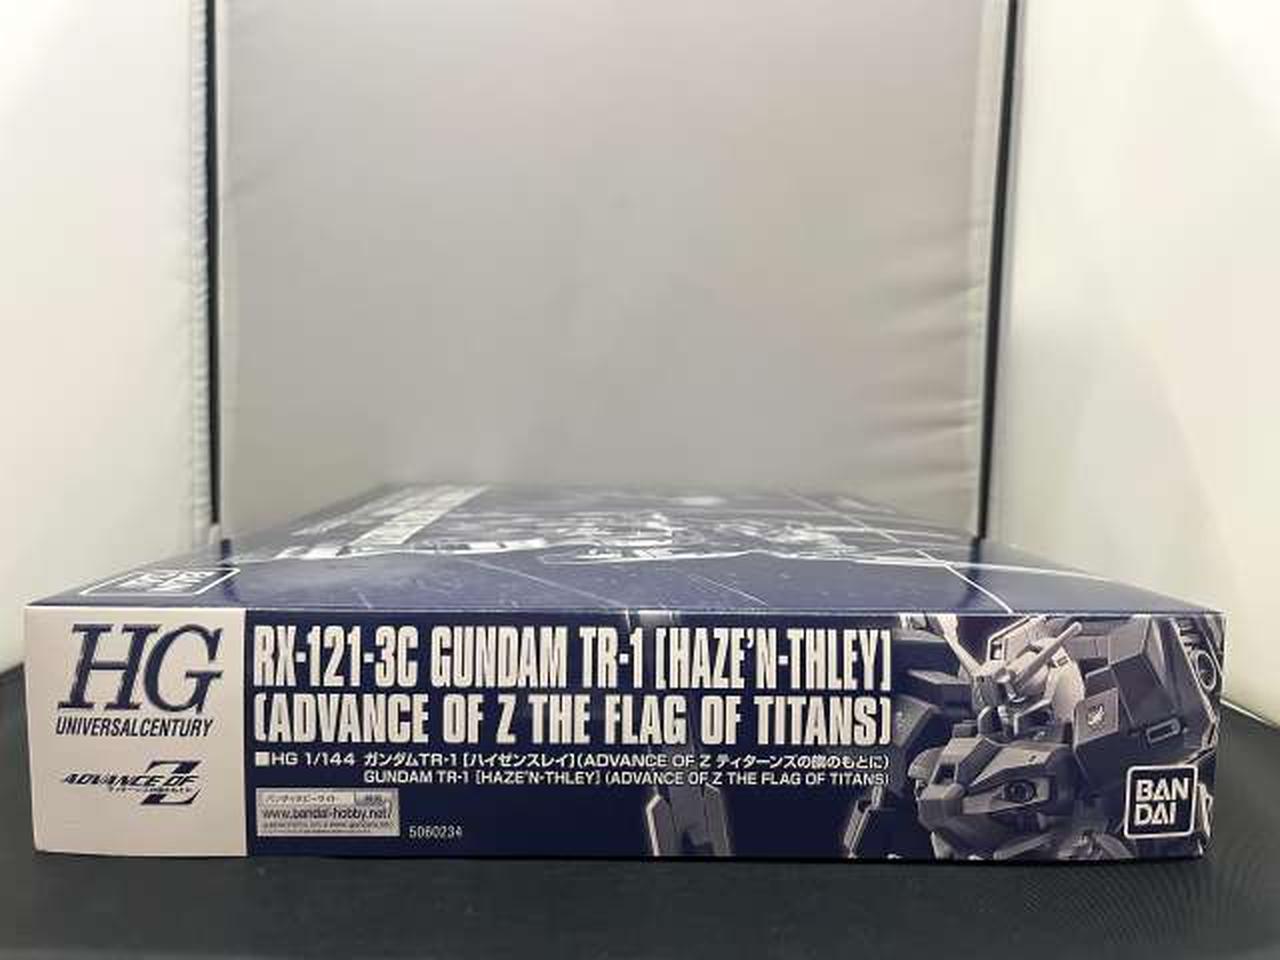 HG
UNIVERSALCENTURY
ADVANCE OF Z
RX-121-3C GUNDAM TR-1 [HAZE'N-THLEY]
(ADVANCE OF Z THE FLAG OF TITANS)
■HG 1/144 ガンダムTR-1 [ハイゼンスレイ](ADVANCE OF Z ティターンズの旗のもとに)
GUNDAM TR-1 [HAZE'N-THLEY] (ADVANCE OF Z THE FLAG OF TITANS)
www.bandai-hobby.net/
5060234
BAN
DAI